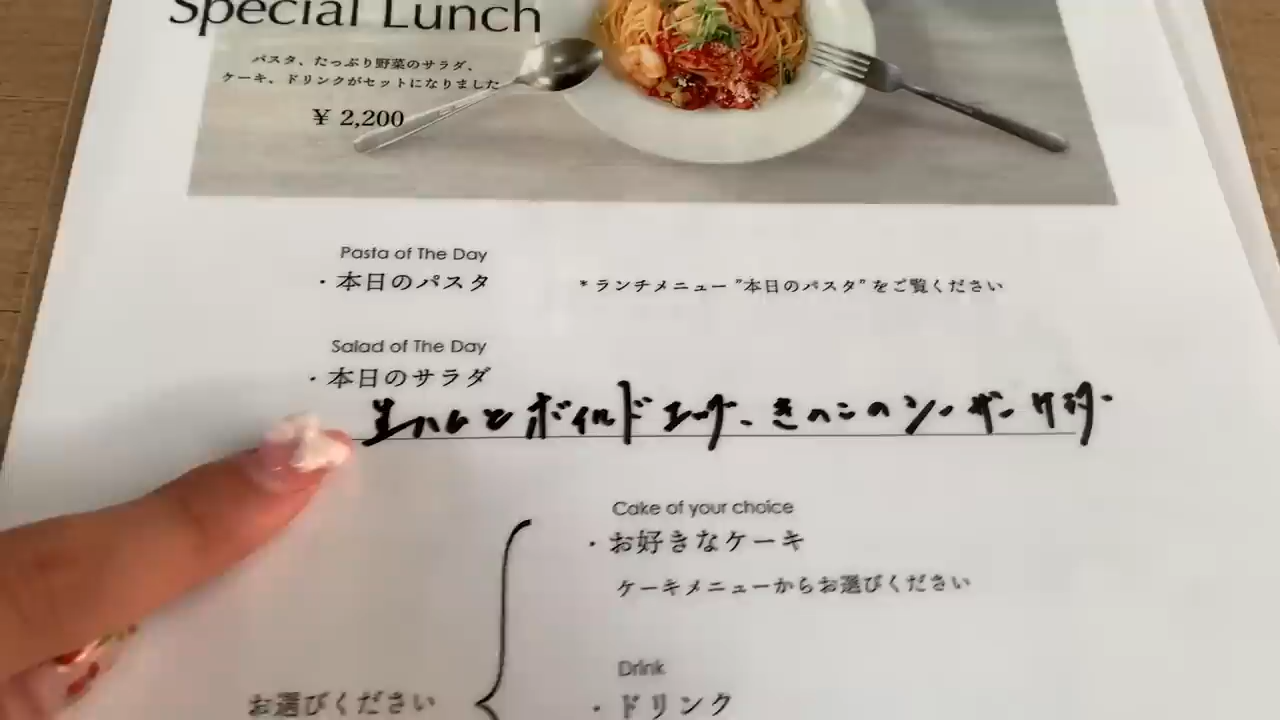 Special Lunch
パスタ、たっぷり野菜のサラダ、
ケーキ、ドリンクがセットになりました
¥ 2,200
Pasta of The Day
・本日のパスタ
*ランチメニュー "本日のパスタ" をご覧ください
Salad of The Day
・本日のサラダ
生ハムとボイルドエッグ、きのこのシーザーサラダ
Cake of your choice
・お好きなケーキ
ケーキメニューからお選びください
Drink
・ドリンク
お選びください